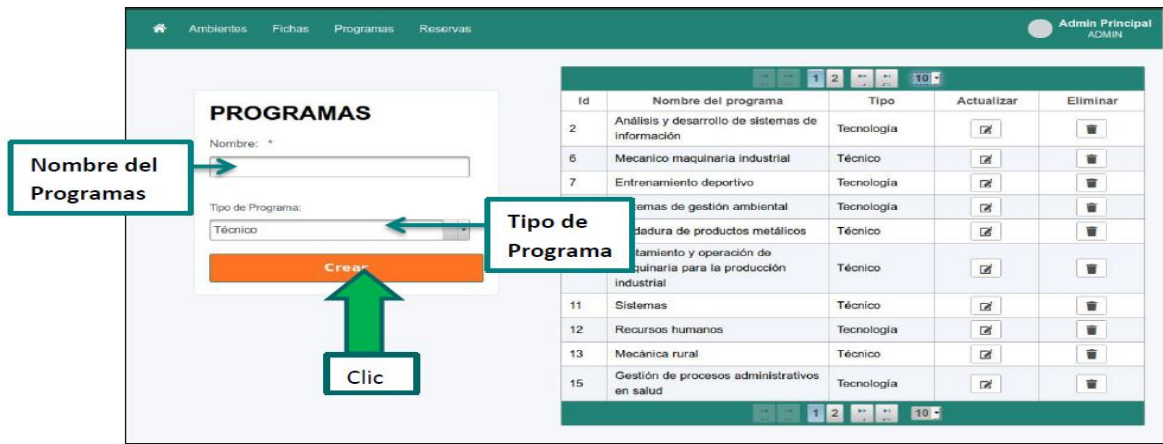 Ambientes Fichas Programas Reservas
Admin Principal
ADMIN
PROGRAMAS
Nombre: *
Nombre del
Programas
Tipo de Programa:
Técnico
Tipo de
Programa
Crear
Clic
1 2 10
Id Nombre del programa Tipo Actualizar Eliminar
2 Análisis y desarrollo de sistemas de
información Tecnología
6 Mecanico maquinaria industrial Técnico
7 Entrenamiento deportivo Tecnología
de gestión ambiental Tecnología
de productos metálicos Técnico
y operación de
para la producción
industrial Técnico
11 Sistemas Técnico
12 Recursos humanos Tecnología
13 Mecánica rural Técnico
15 Gestión de procesos administrativos
en salud Tecnología
1 2 10